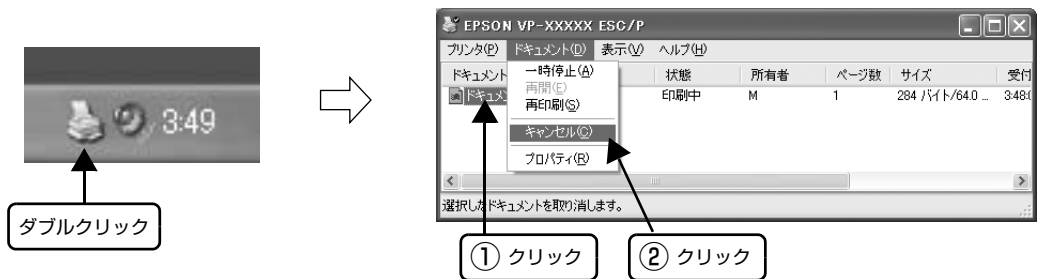 EPSON VP-XXXXX ESC/P
プリンタ(P) ドキュメント(D) 表示(V) ヘルプ(H)
ドキュメント 状態 所有者 ページ数 サイズ 受付
ドキュメ 印刷中 M 1 284 バイト/64.0 ... 3:48:0
一時停止(A)
再開(E)
再印刷(S)
キャンセル(C)
プロパティ(R)
選択したドキュメントを取り消します。
3:49
ダブルクリック
① クリック
② クリック